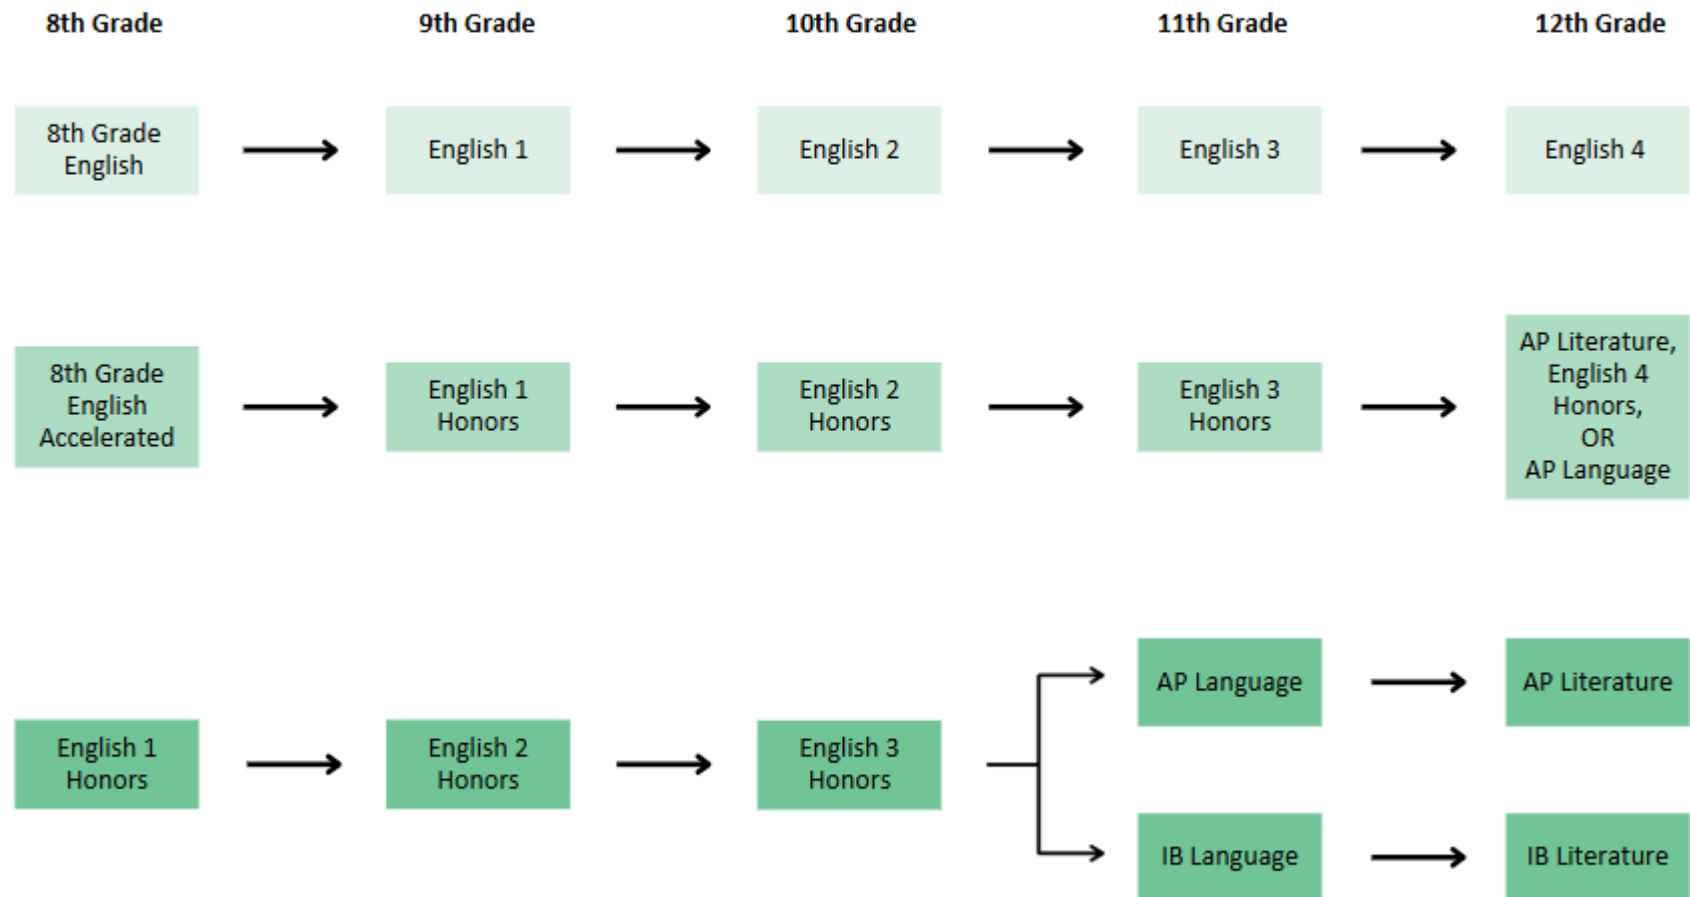 8th Grade
9th Grade
10th Grade
11th Grade
12th Grade
8th Grade
English
English 1
English 2
English 3
English 4
8th Grade
English
Accelerated
English 1
Honors
English 2
Honors
English 3
Honors
AP Literature,
English 4
Honors,
OR
AP Language
English 1
Honors
English 2
Honors
English 3
Honors
AP Language
AP Literature
IB Language
IB Literature